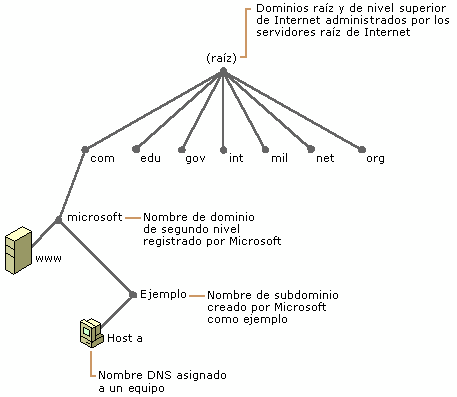 Dominios raíz y de nivel superior
de Internet administrados por los
servidores raíz de Internet
(raíz)
com
edu
gov
int
mil
net
org
microsoft
Nombre de dominio
de segundo nivel
registrado por Microsoft
www
Ejemplo
Nombre de subdominio
creado por Microsoft
como ejemplo
Host a
Nombre DNS asignado
a un equipo